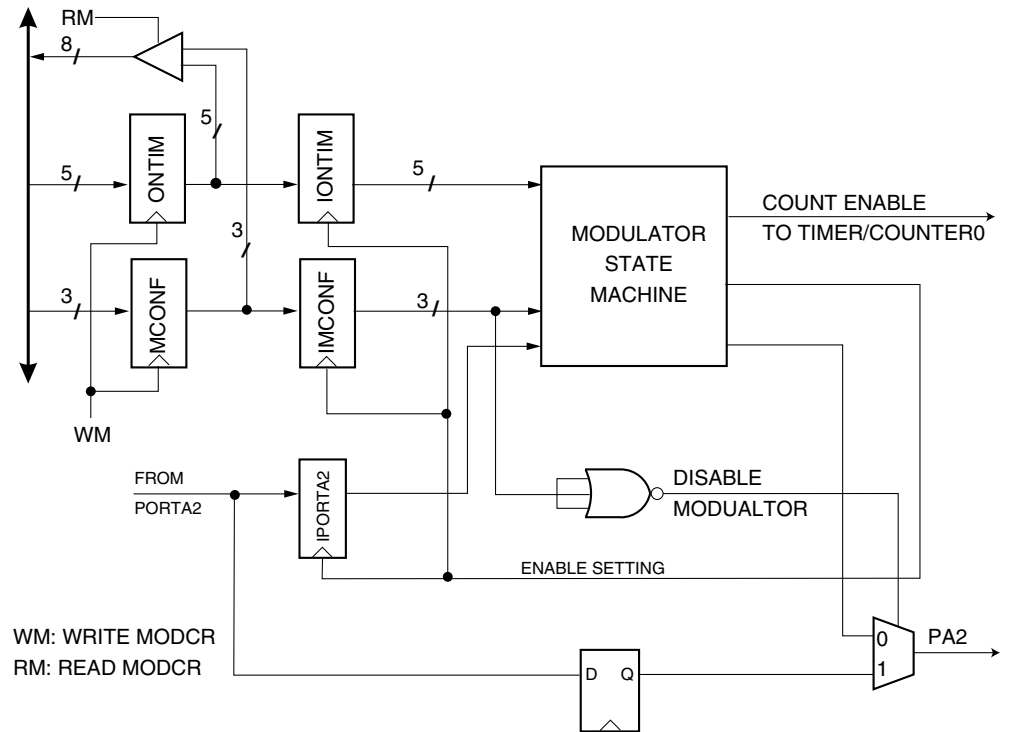 RM
8
5
5
ONTIM
IONTIM
5
COUNT ENABLE
TO TIMER/COUNTER0
MODULATOR
STATE
MACHINE
3
3
MCONF
IMCONF
3
WM
FROM
PORTA2
IPORTA2
DISABLE
MODUALTOR
ENABLE SETTING
WM: WRITE MODCR
RM: READ MODCR
D Q
0
1
PA2